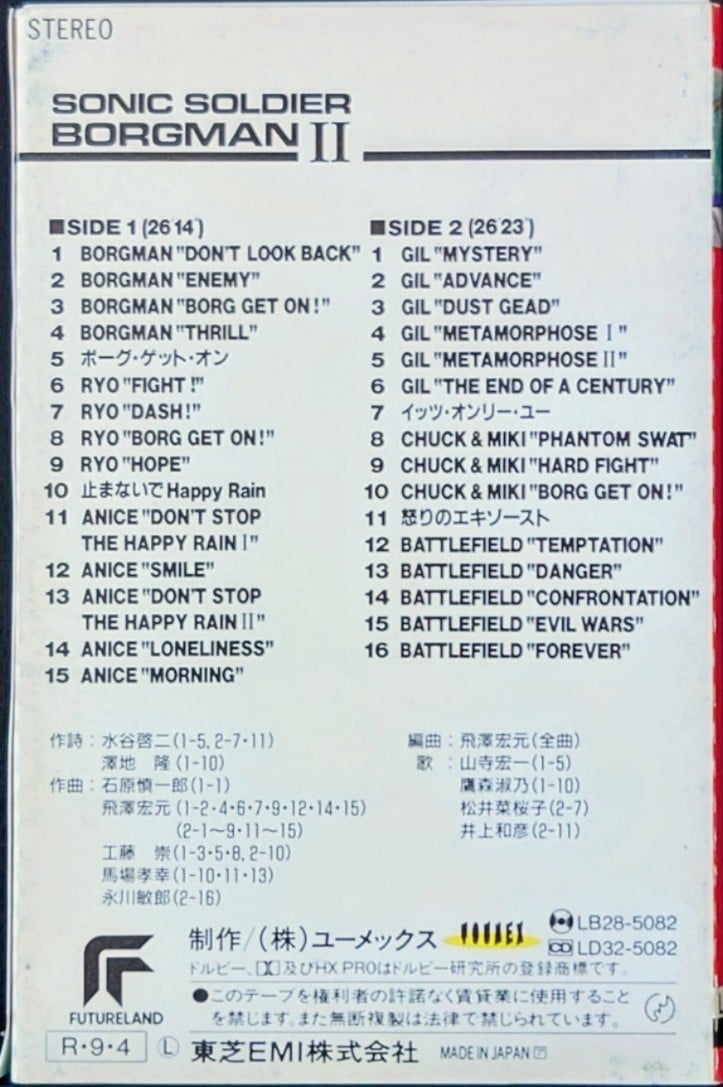 STEREO
SONIC SOLDIER
BORGMAN II
■SIDE 1 (26′14″)
1 BORGMAN "DON'T LOOK BACK"
2 BORGMAN "ENEMY"
3 BORGMAN "BORG GET ON!"
4 BORGMAN "THRILL"
5 ボーグ・ゲット・オン
6 RYO "FIGHT!"
7 RYO "DASH!"
8 RYO "BORG GET ON!"
9 RYO "HOPE"
10 止まないで Happy Rain
11 ANICE "DON'T STOP
THE HAPPY RAIN I"
12 ANICE "SMILE"
13 ANICE "DON'T STOP
THE HAPPY RAIN II"
14 ANICE "LONELINESS"
15 ANICE "MORNING"
■SIDE 2 (26′23″)
1 GIL "MYSTERY"
2 GIL "ADVANCE"
3 GIL "DUST GEAD"
4 GIL "METAMORPHOSE I"
5 GIL "METAMORPHOSE II"
6 GIL "THE END OF A CENTURY"
7 イッツ・オンリー・ユー
8 CHUCK & MIKI "PHANTOM SWAT"
9 CHUCK & MIKI "HARD FIGHT"
10 CHUCK & MIKI "BORG GET ON!"
11 怒りのエキゾースト
12 BATTLEFIELD "TEMPTATION"
13 BATTLEFIELD "DANGER"
14 BATTLEFIELD "CONFRONTATION"
15 BATTLEFIELD "EVIL WARS"
16 BATTLEFIELD "FOREVER"
作詩：水谷啓二(1-5, 2-7・11)
澤地 隆(1-10)
作曲：石原慎一郎(1-1)
飛澤宏元(1-2・4・6・7・9・12・14・15)
(2-1〜9・11〜15)
工藤 崇(1-3・5・8, 2-10)
馬場孝幸(1-10・11・13)
永川敏郎(2-16)
編曲：飛澤宏元(全曲)
歌：山寺宏一(1-5)
鷹森淑乃(1-10)
松井菜桜子(2-7)
井上和彦(2-11)
FUTURELAND
制作/(株)ユーメックス
YOUMEX
LB28-5082
LD32-5082
ドルビー、及びHX PROはドルビー研究所の登録商標です。
●このテープを権利者の許諾なく賃貸業に使用すること
を禁じます。また無断複製は法律で禁じられています。
R・9・4 Ⓛ 東芝EMI株式会社 MADE IN JAPAN